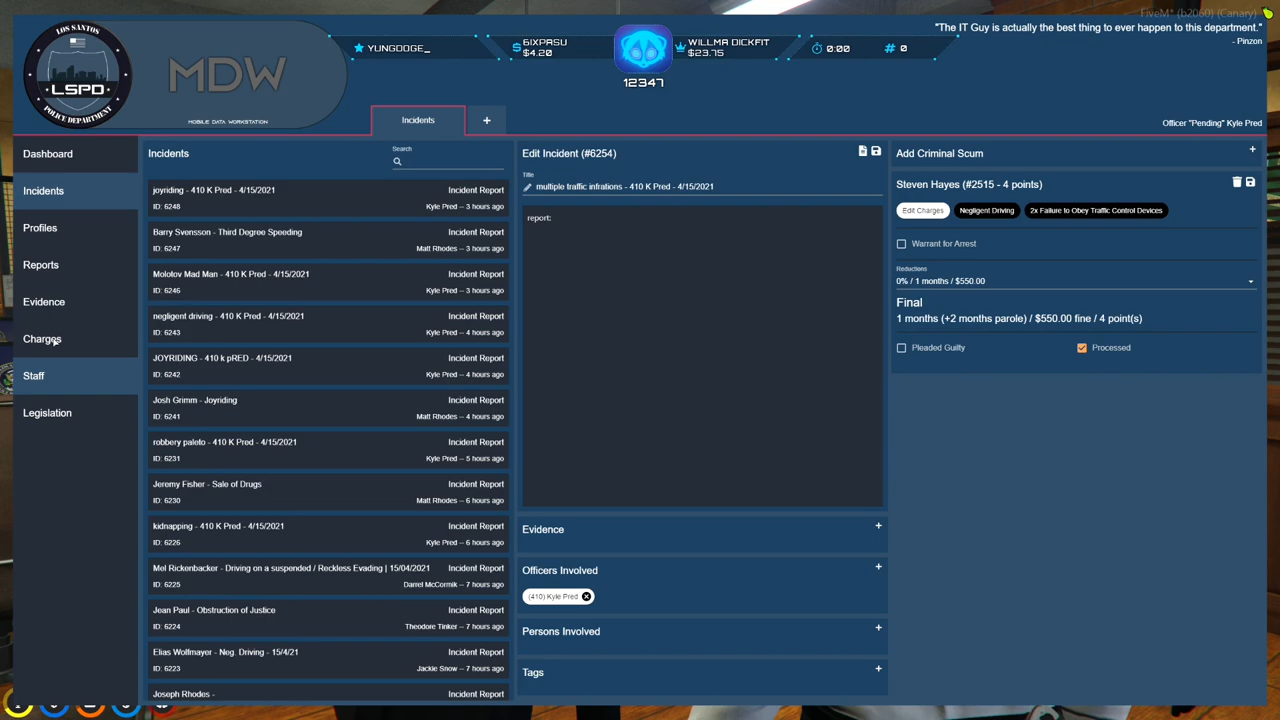 FiveM* (b2060) (Canary)
"The IT Guy is actually the best thing to ever happen to this department."
- Pinzon
LOS SANTOS
LSPD
POLICE DEPARTMENT
MDW
MOBILE DATA WORKSTATION
YUNGDOGE_
6IXPASU
$4.20
12347
WILLMA DICKFIT
$23.75
0:00
# 0
Incidents
+
Officer "Pending" Kyle Pred
Dashboard
Incidents
Profiles
Reports
Evidence
Charges
Staff
Legislation
Incidents
Search
joyriding - 410 K Pred - 4/15/2021 Incident Report
ID: 6248 Kyle Pred -- 3 hours ago
Barry Svensson - Third Degree Speeding Incident Report
ID: 6247 Matt Rhodes -- 3 hours ago
Molotov Mad Man - 410 K Pred - 4/15/2021 Incident Report
ID: 6246 Kyle Pred -- 3 hours ago
negligent driving - 410 K Pred - 4/15/2021 Incident Report
ID: 6243 Kyle Pred -- 4 hours ago
JOYRIDING - 410 k pRED - 4/15/2021 Incident Report
ID: 6242 Kyle Pred -- 4 hours ago
Josh Grimm - Joyriding Incident Report
ID: 6241 Matt Rhodes -- 4 hours ago
robbery paleto - 410 K Pred - 4/15/2021 Incident Report
ID: 6231 Kyle Pred -- 5 hours ago
Jeremy Fisher - Sale of Drugs Incident Report
ID: 6230 Matt Rhodes -- 6 hours ago
kidnapping - 410 K Pred - 4/15/2021 Incident Report
ID: 6226 Kyle Pred -- 6 hours ago
Mel Rickenbacker - Driving on a suspended / Reckless Evading | 15/04/2021 Incident Report
ID: 6225 Darrel McCormik -- 7 hours ago
Jean Paul - Obstruction of Justice Incident Report
ID: 6224 Theodore Tinker -- 7 hours ago
Elias Wolfmayer - Neg. Driving - 15/4/21 Incident Report
ID: 6223 Jackie Snow -- 7 hours ago
Joseph Rhodes - Incident Report
Edit Incident (#6254)
Title
multiple traffic infrations - 410 K Pred - 4/15/2021
report:
Evidence +
Officers Involved +
(410) Kyle Pred
Persons Involved +
Tags +
Add Criminal Scum +
Steven Hayes (#2515 - 4 points)
Edit Charges Negligent Driving 2x Failure to Obey Traffic Control Devices
Warrant for Arrest
Reductions
0% / 1 months / $550.00
Final
1 months (+2 months parole) / $550.00 fine / 4 point(s)
Pleaded Guilty Processed